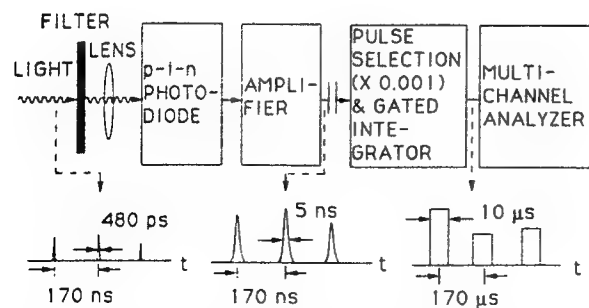 FILTER
LENS
LIGHT
p-i-n
PHOTO-
DIODE
AMPLI-
FIER
PULSE
SELECTION
(X 0.001)
& GATED
INTE-
GRATOR
MULTI-
CHANNEL
ANALYZER
480 ps
t
170 ns
5 ns
t
170 ns
10 µs
t
170 µs